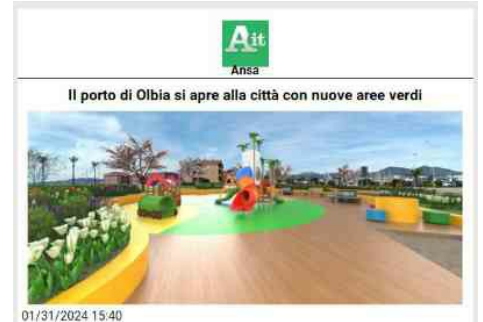 Ait
Ansa
Il porto di Olbia si apre alla città con nuove aree verdi
01/31/2024 15:40